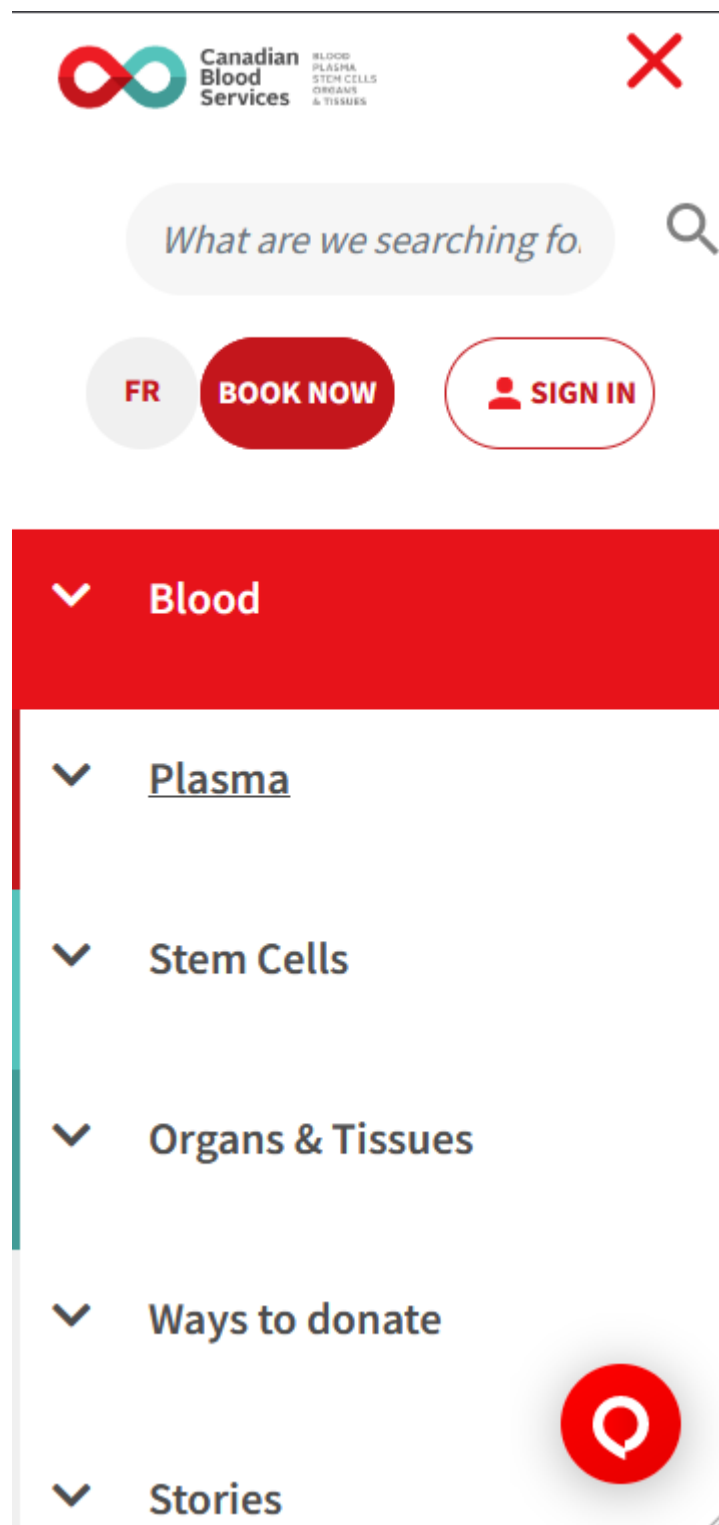 Canadian
Blood
Services
BLOOD
PLASMA
STEM CELLS
ORGANS
& TISSUES
What are we searching fo
FR
BOOK NOW
SIGN IN
Blood
Plasma
Stem Cells
Organs & Tissues
Ways to donate
Stories